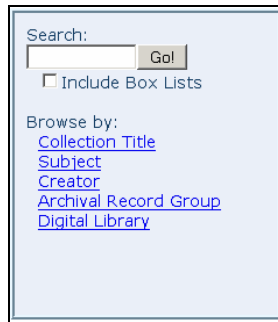 Search:
Go!
Include Box Lists
Browse by:
Collection Title
Subject
Creator
Archival Record Group
Digital Library